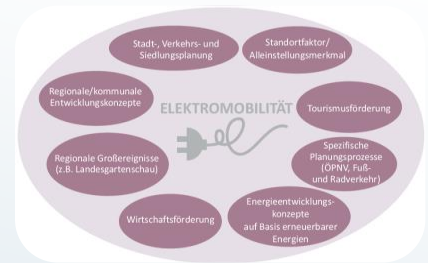 Stadt-, Verkehrs- und
Siedlungsplanung
Standortfaktor/
Alleinstellungsmerkmal
Regionale/kommunale
Entwicklungskonzepte
ELEKTROMOBILITÄT
Tourismusförderung
Regionale Großereignisse
(z.B. Landesgartenschau)
Spezifische
Planungsprozesse
(ÖPNV, Fuß-
und Radverkehr)
Wirtschaftsförderung
Energieentwicklungs-
konzepte
auf Basis erneuerbarer
Energien